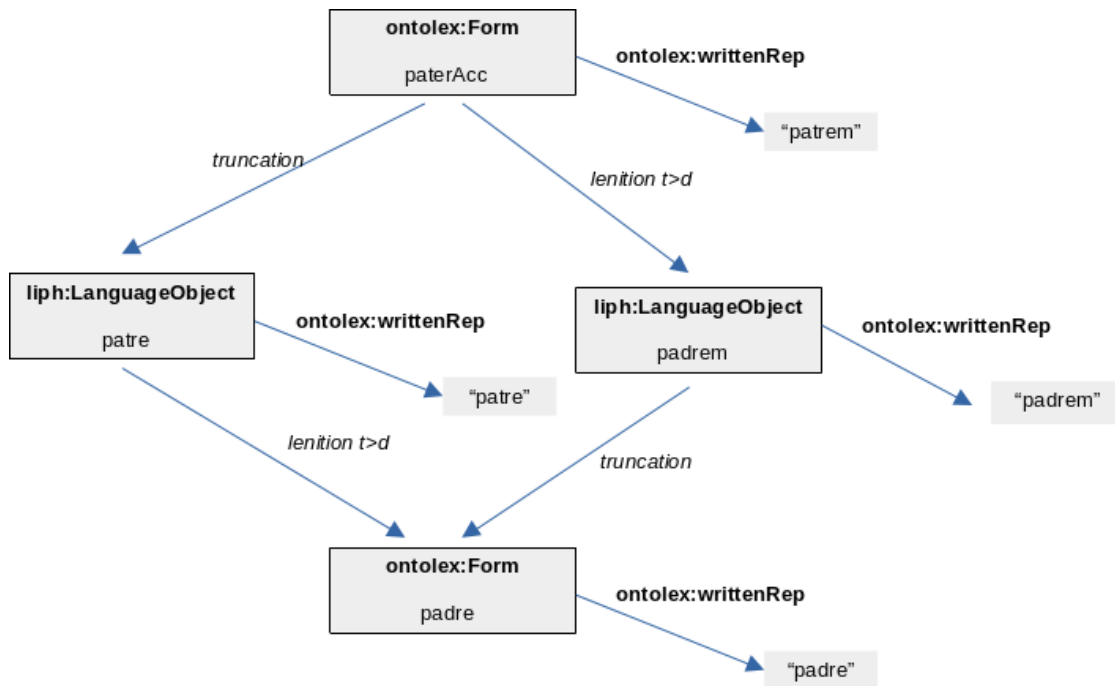 ontolex:Form
paterAcc
ontolex:writtenRep
“patrem”
truncation
lenition t>d
liph:LanguageObject
patre
ontolex:writtenRep
“patre”
liph:LanguageObject
padrem
ontolex:writtenRep
“padrem”
lenition t>d
truncation
ontolex:Form
padre
ontolex:writtenRep
“padre”